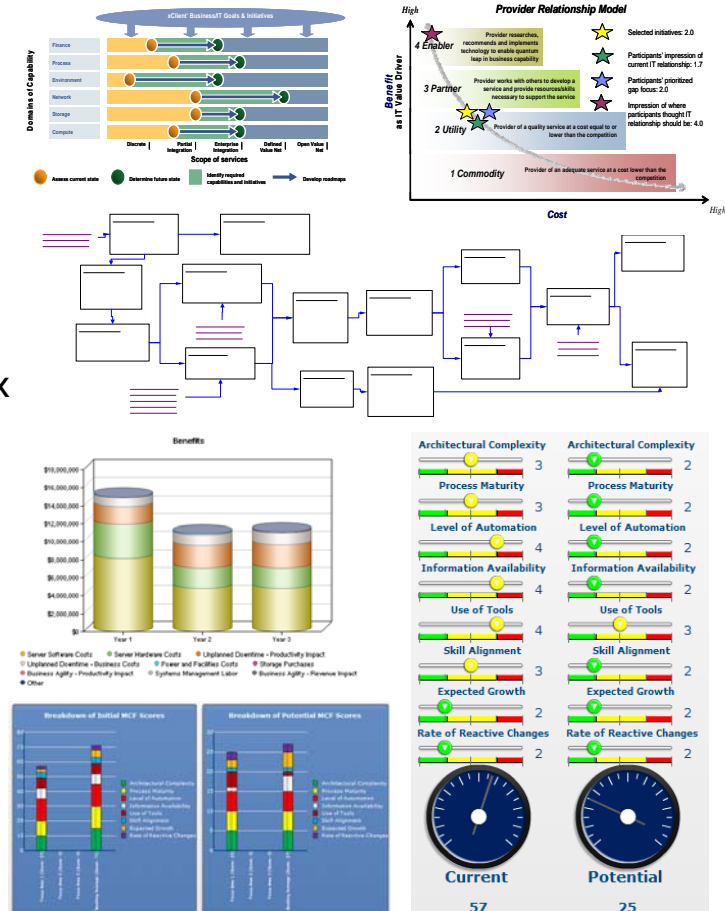 xClient' Business/IT Goals & Initiatives
Domains of Capability
Finance
Process
Environment
Network
Storage
Compute
Discrete
Partial
Integration
Enterprise
Integration
Defined
Value Net
Open Value
Net
Scope of services
Assess current state
Determine future state
Identify required
capabilities and initiatives
Develop roadmaps
High
Provider Relationship Model
Benefit
as IT Value Driver
4 Enabler
Provider researches,
recommends and implements
technology to enable quantum
leap in business capability
3 Partner
Provider works with others to develop a
service and provide resources/skills
necessary to support the service
2 Utility
Provider of a quality service at a cost equal to or
lower than the competition
1 Commodity
Provider of an adequate service at a cost lower than the
competition
Selected initiatives: 2.0
Participants' impression of
current IT relationship: 1.7
Participants' prioritized
gap focus: 2.0
Impression of where
participants thought IT
relationship should be: 4.0
Cost
High
x
Benefits
$18,000,000
$16,000,000
$14,000,000
$12,000,000
$10,000,000
$8,000,000
$6,000,000
$4,000,000
$2,000,000
$0
Year 1
Year 2
Year 3
Server Software Costs
Server Hardware Costs
Unplanned Downtime - Productivity Impact
Unplanned Downtime - Business Costs
Power and Facilities Costs
Storage Purchases
Business Agility - Productivity Impact
Systems Management Labor
Business Agility - Revenue Impact
Other
Breakdown of Initial MCF Scores
Architectural Complexity
Process Maturity
Level of Automation
Information Availability
Use of Tools
Skill Alignment
Expected Growth
Rate of Reactive Changes
Breakdown of Potential MCF Scores
Architectural Complexity
Process Maturity
Level of Automation
Information Availability
Use of Tools
Skill Alignment
Expected Growth
Rate of Reactive Changes
Architectural Complexity
3
Process Maturity
3
Level of Automation
4
Information Availability
4
Use of Tools
4
Skill Alignment
3
Expected Growth
2
Rate of Reactive Changes
2
Current
57
Architectural Complexity
2
Process Maturity
2
Level of Automation
2
Information Availability
2
Use of Tools
3
Skill Alignment
2
Expected Growth
2
Rate of Reactive Changes
2
Potential
25